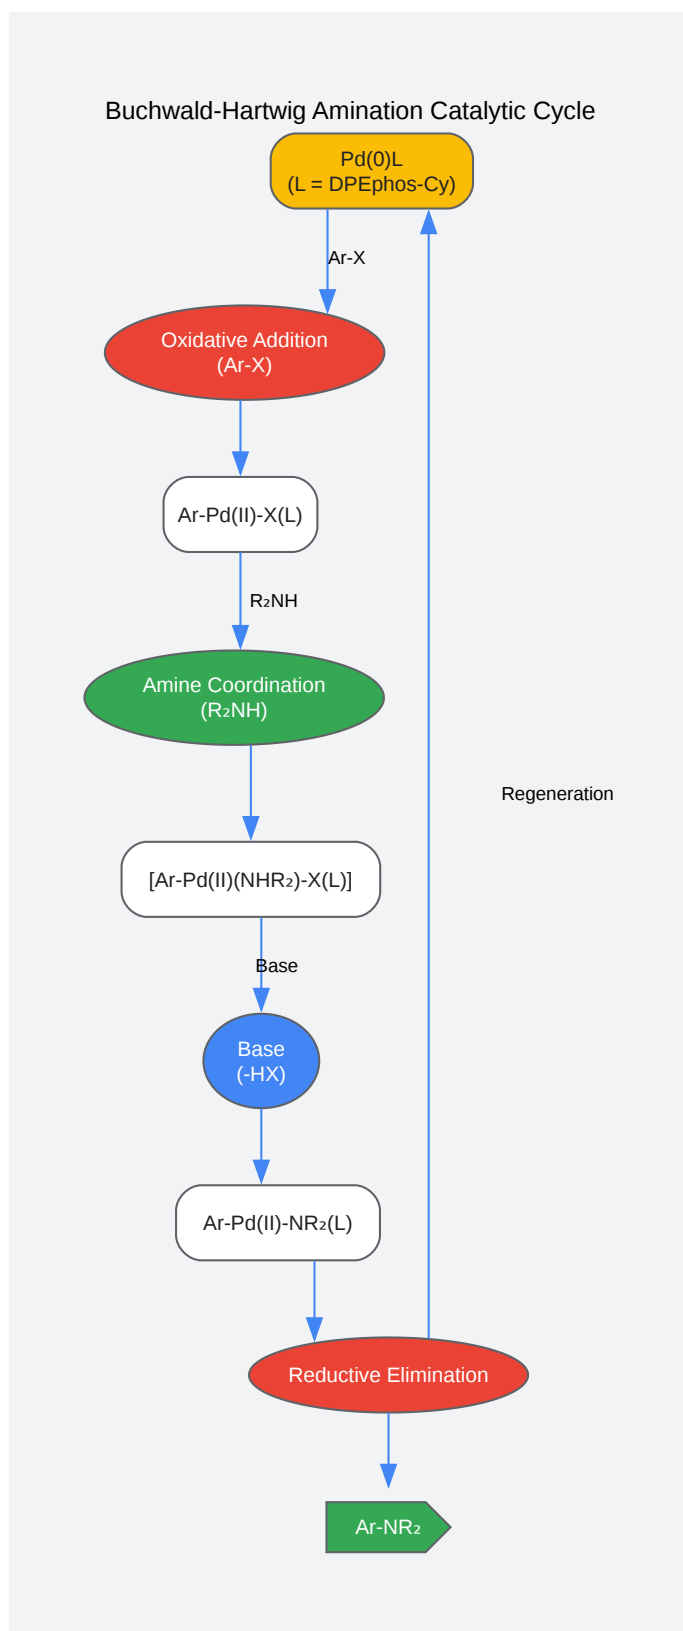 Buchwald-Hartwig Amination Catalytic Cycle
Pd(0)L
(L = DPEphos-Cy)
Ar-X
Oxidative Addition
(Ar-X)
Ar-Pd(II)-X(L)
R₂NH
Amine Coordination
(R₂NH)
Regeneration
[Ar-Pd(II)(NHR₂)-X(L)]
Base
Base
(-HX)
Ar-Pd(II)-NR₂(L)
Reductive Elimination
Ar-NR₂